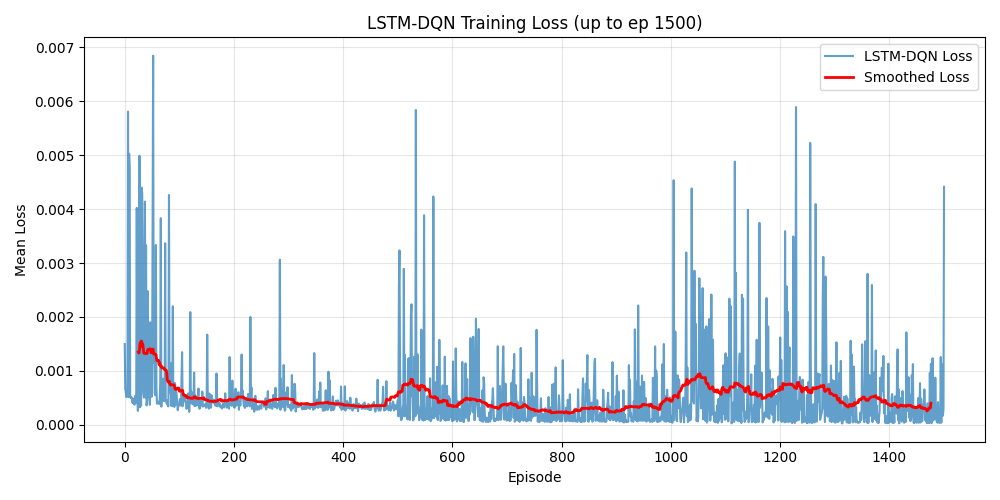 LSTM-DQN Training Loss (up to ep 1500)
LSTM-DQN Loss
Smoothed Loss
Mean Loss
0.007
0.006
0.005
0.004
0.003
0.002
0.001
0.000
0 200 400 600 800 1000 1200 1400
Episode